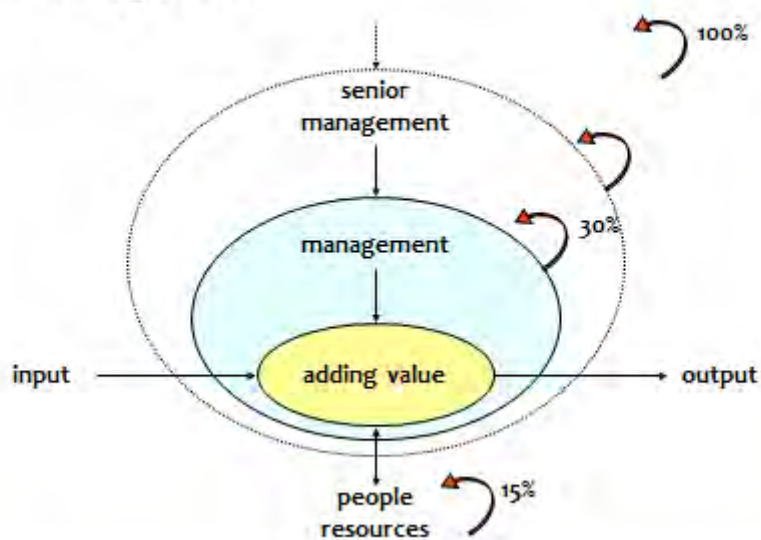 100%
senior
management
management
30%
input
adding value
output
people
resources
15%